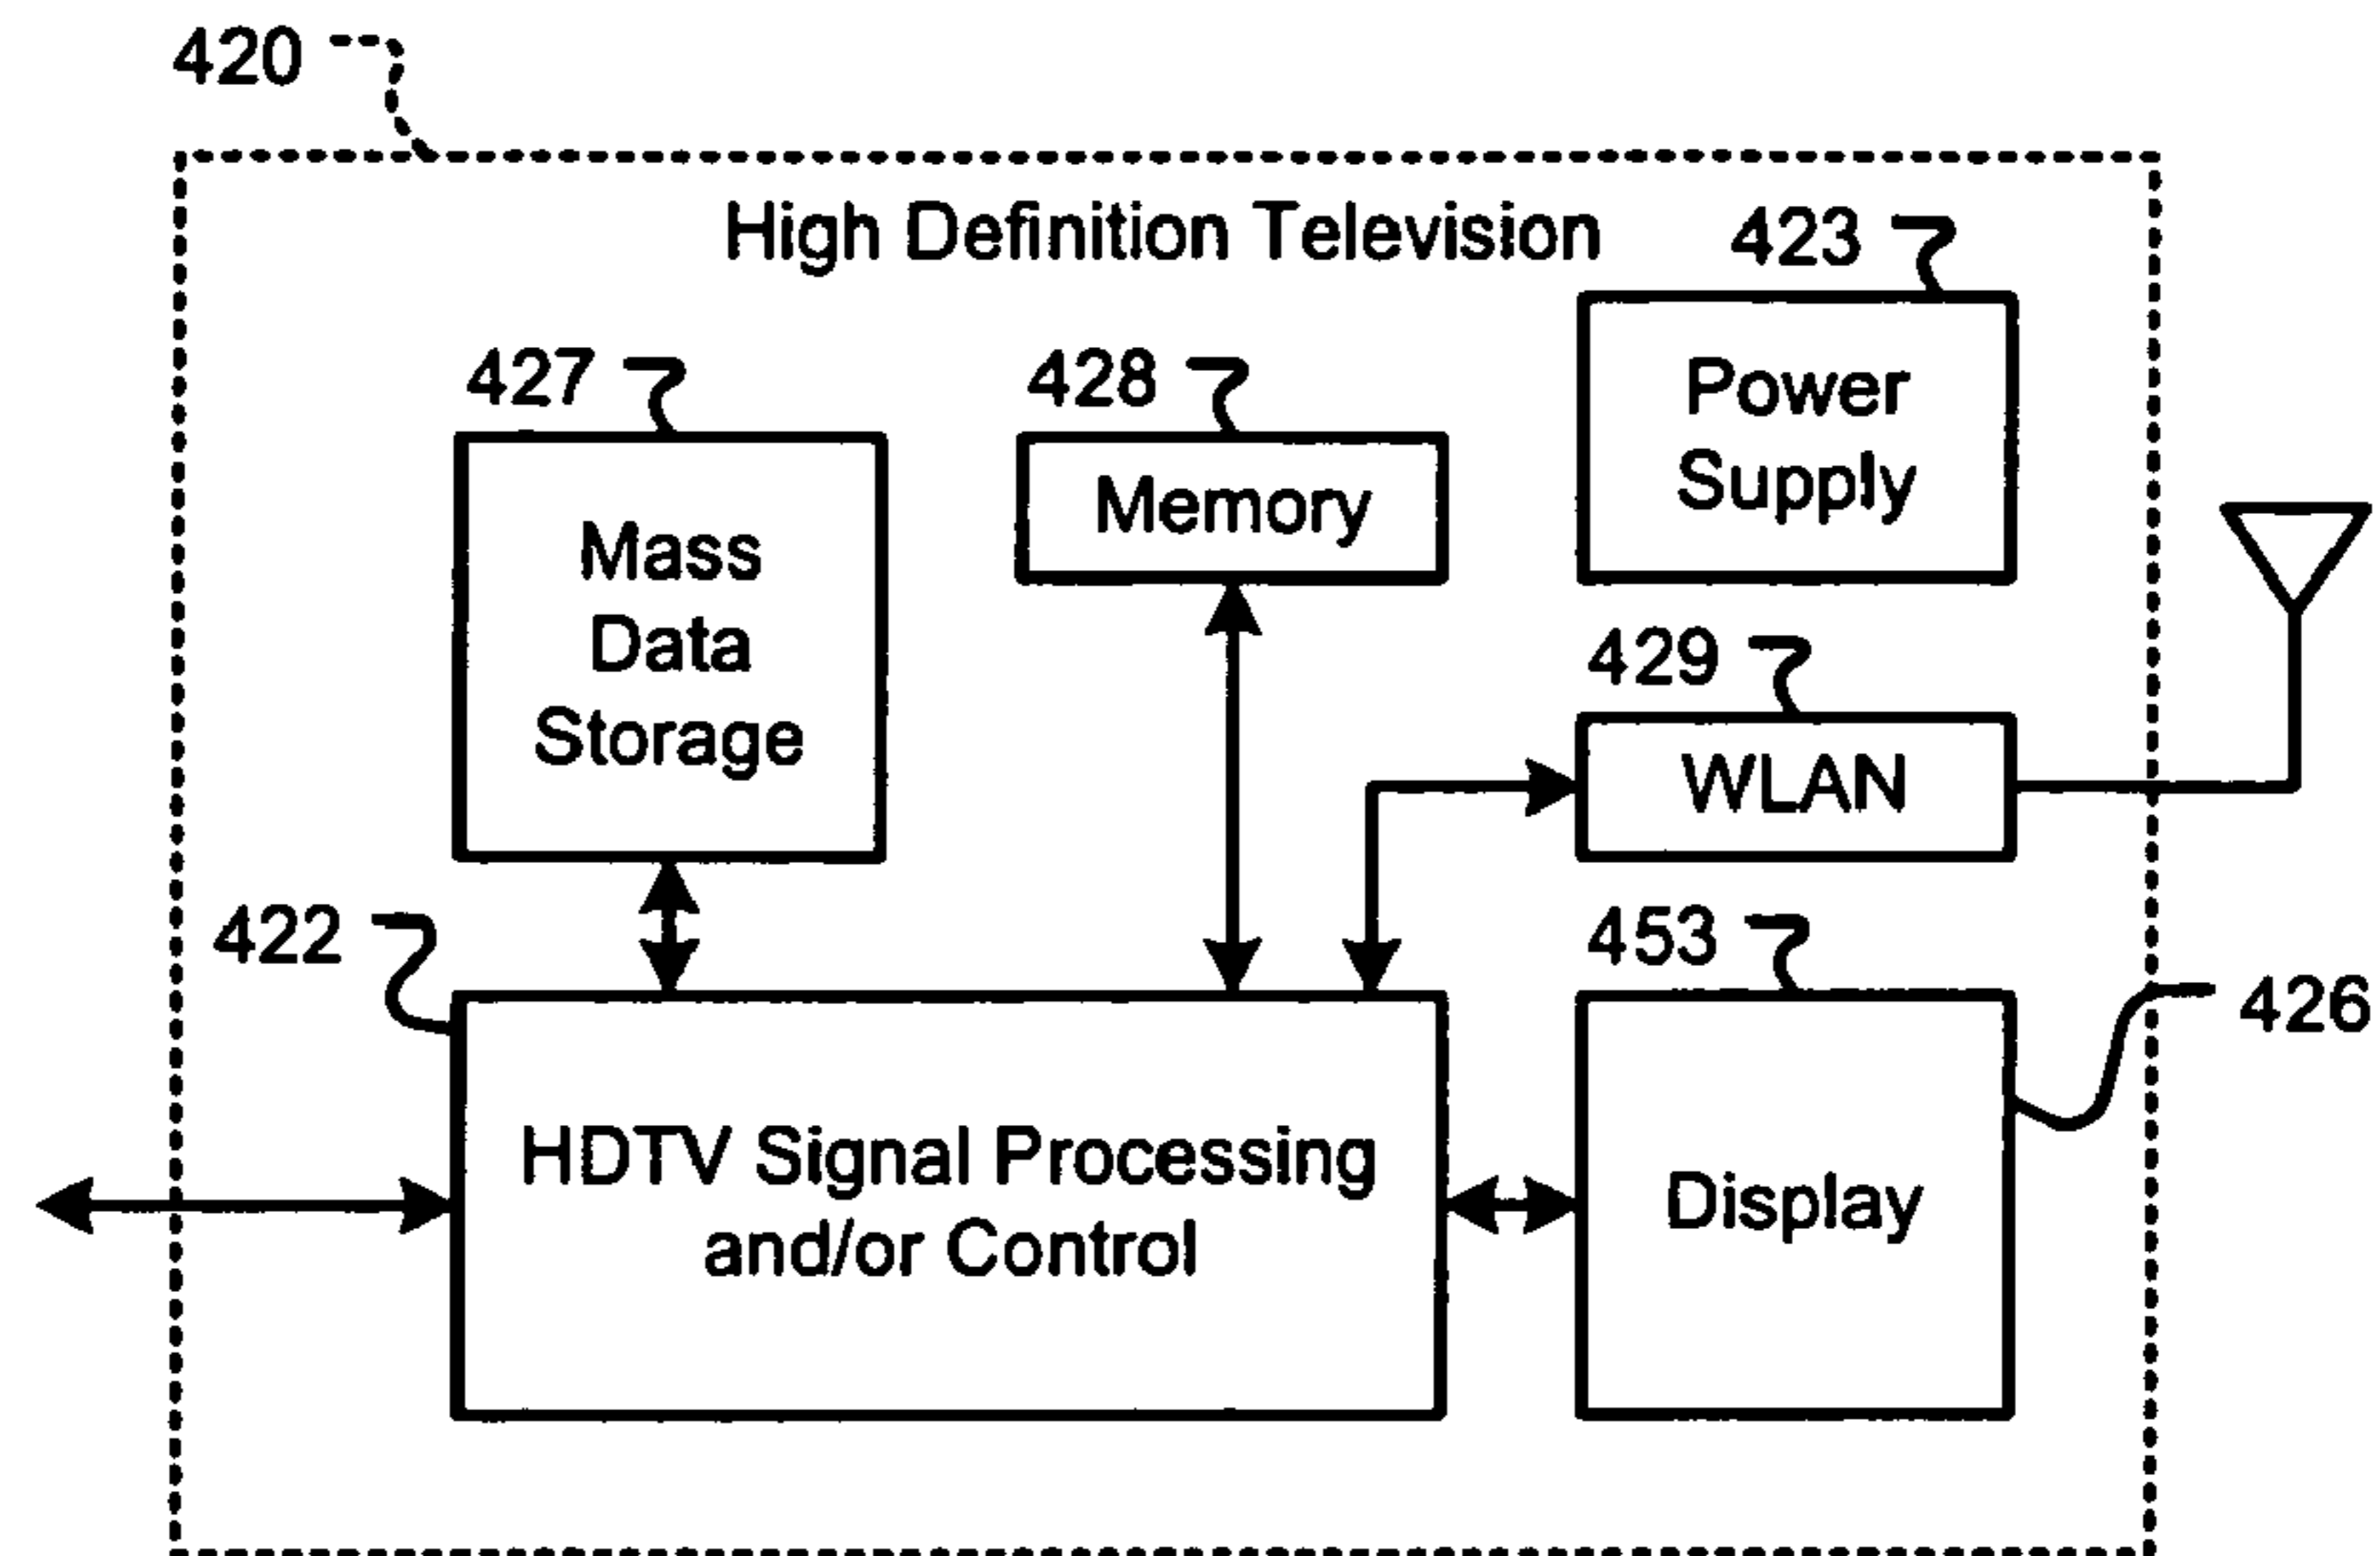 420
High Definition Television
423
427
428
Power
Supply
Memory
Mass
Data
Storage
429
WLAN
422
453
426
HDTV Signal Processing
and/or Control
Display